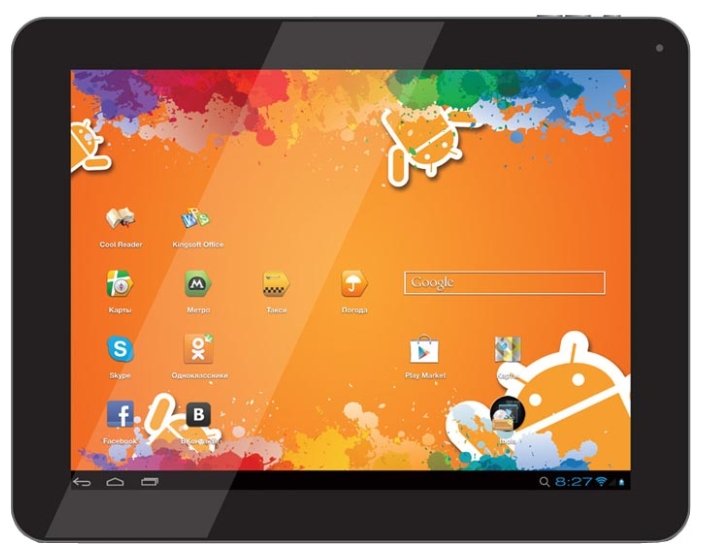 Cool Reader
Kingsoft Office
Карты
Метро
Такси
Погода
Google
Skype
Одноклассники
Play Market
Facebook
8:27